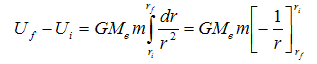 U_f − U_i = GM_e m ∫_{r_i}^{r_f} dr/r² = GM_e m [−1/r]_{r_f}^{r_i}